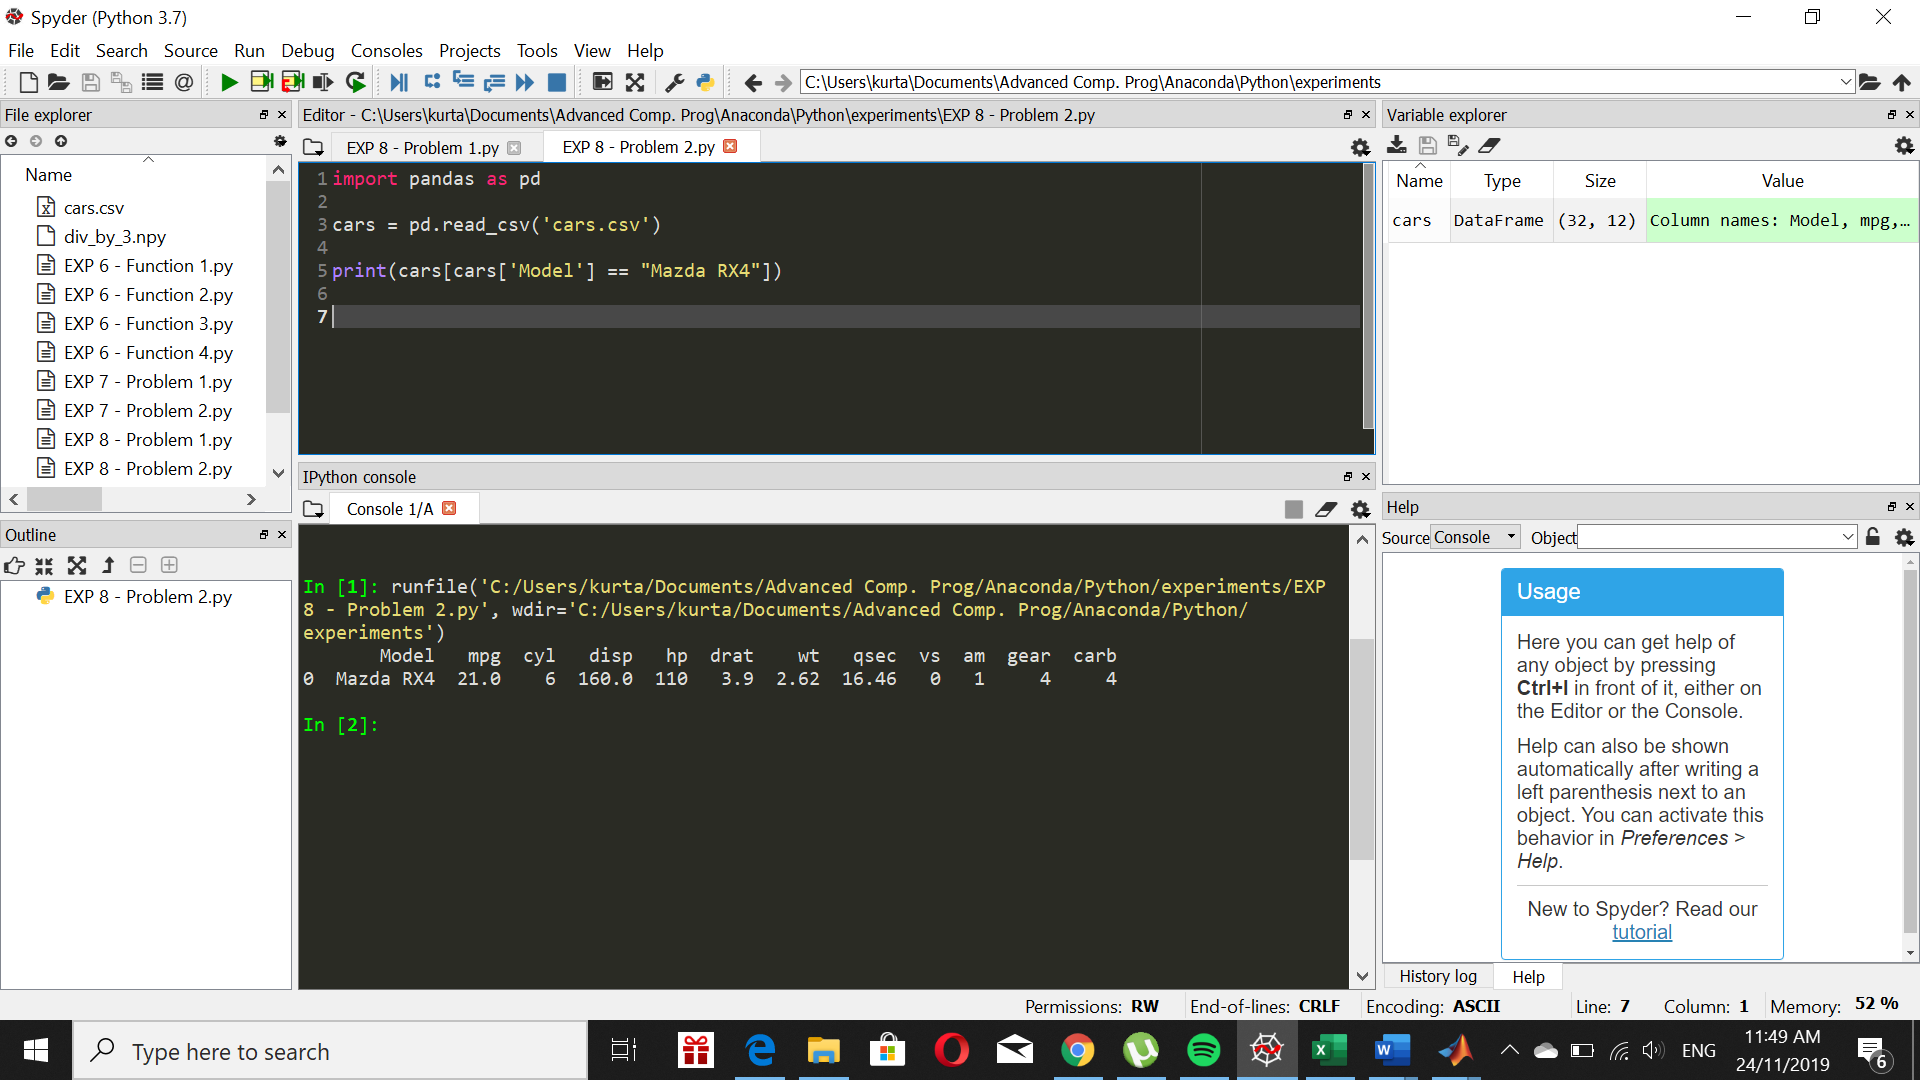 Spyder (Python 3.7)
File Edit Search Source Run Debug Consoles Projects Tools View Help
C:\Users\kurta\Documents\Advanced Comp. Prog\Anaconda\Python\experiments
File explorer
Name
cars.csv
div_by_3.npy
EXP 6 - Function 1.py
EXP 6 - Function 2.py
EXP 6 - Function 3.py
EXP 6 - Function 4.py
EXP 7 - Problem 1.py
EXP 7 - Problem 2.py
EXP 8 - Problem 1.py
EXP 8 - Problem 2.py
Outline
EXP 8 - Problem 2.py
Editor - C:\Users\kurta\Documents\Advanced Comp. Prog\Anaconda\Python\experiments\EXP 8 - Problem 2.py
EXP 8 - Problem 1.py EXP 8 - Problem 2.py
1 import pandas as pd
2
3 cars = pd.read_csv('cars.csv')
4
5 print(cars[cars['Model'] == "Mazda RX4"])
6
7
IPython console
Console 1/A
In [1]: runfile('C:/Users/kurta/Documents/Advanced Comp. Prog/Anaconda/Python/experiments/EXP
8 - Problem 2.py', wdir='C:/Users/kurta/Documents/Advanced Comp. Prog/Anaconda/Python/
experiments')
Model mpg cyl disp hp drat wt qsec vs am gear carb
0 Mazda RX4 21.0 6 160.0 110 3.9 2.62 16.46 0 1 4 4
In [2]:
Variable explorer
Name Type Size Value
cars DataFrame (32, 12) Column names: Model, mpg,...
Help
Source Console Object
Usage
Here you can get help of
any object by pressing
Ctrl+I in front of it, either on
the Editor or the Console.
Help can also be shown
automatically after writing a
left parenthesis next to an
object. You can activate this
behavior in Preferences >
Help.
New to Spyder? Read our
tutorial
History log Help
Permissions: RW End-of-lines: CRLF Encoding: ASCII Line: 7 Column: 1 Memory: 52 %
Type here to search
ENG
11:49 AM
24/11/2019
6